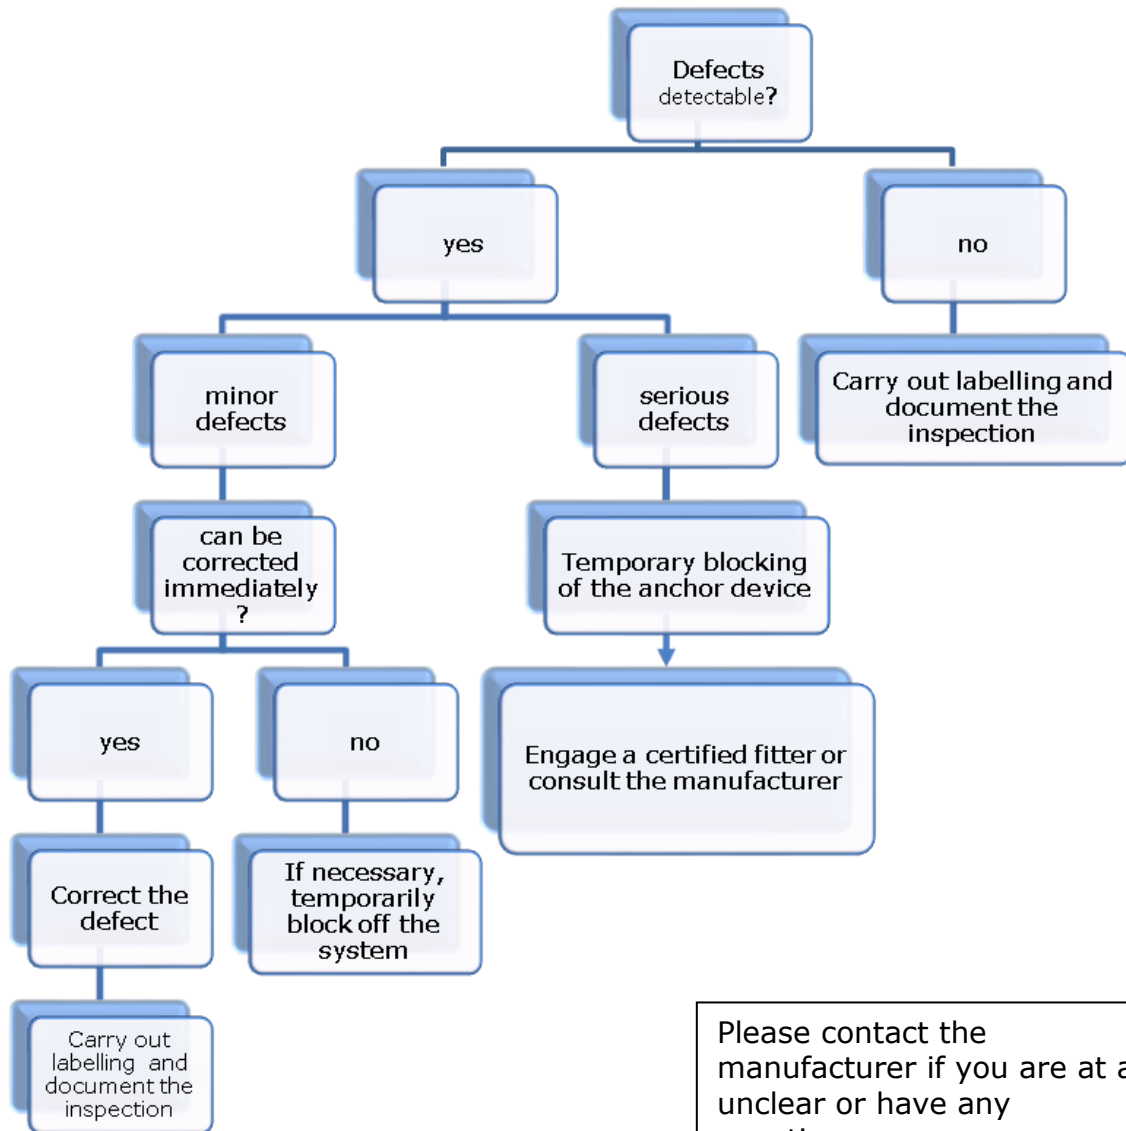 Defects
detectable?
yes
no
minor
defects
serious
defects
Carry out labelling and
document the
inspection
can be
corrected
immediately
?
Temporary blocking
of the anchor device
yes
no
Engage a certified fitter or
consult the manufacturer
Correct the
defect
If necessary,
temporarily
block off the
system
Carry out
labelling and
document the
inspection
Please contact the
manufacturer if you are at
unclear or have any